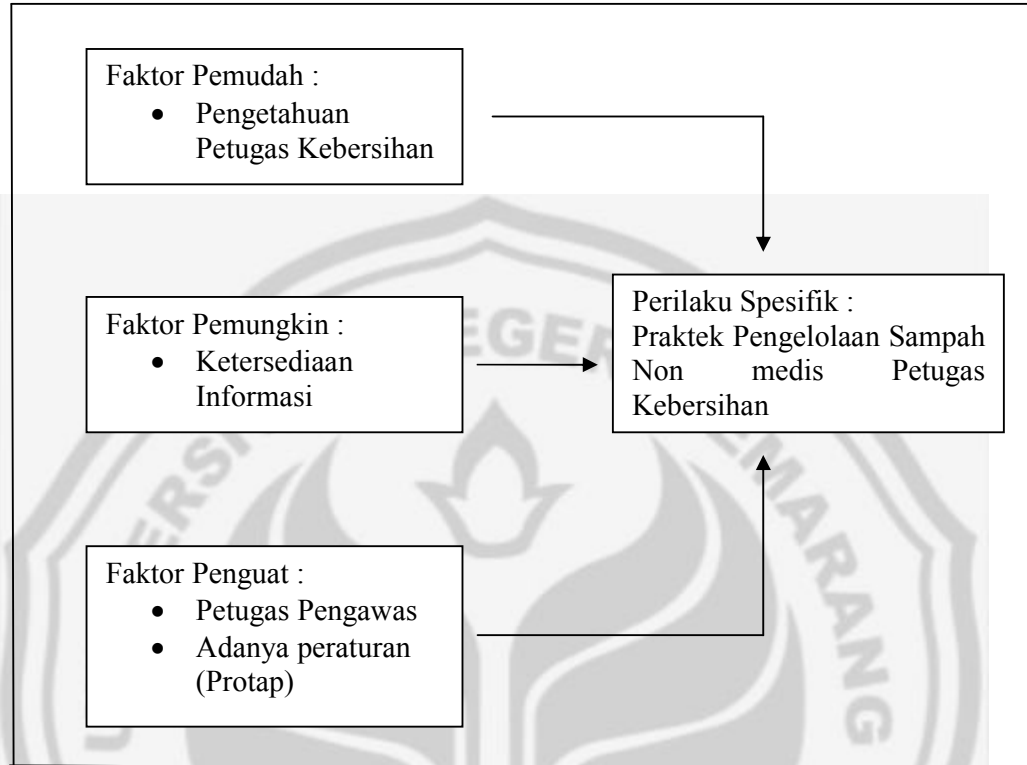 Faktor Pemudah :
• Pengetahuan
Petugas Kebersihan
Faktor Pemungkin :
• Ketersediaan
Informasi
Faktor Penguat :
• Petugas Pengawas
• Adanya peraturan
(Protap)
Perilaku Spesifik :
Praktek Pengelolaan Sampah
Non medis Petugas
Kebersihan